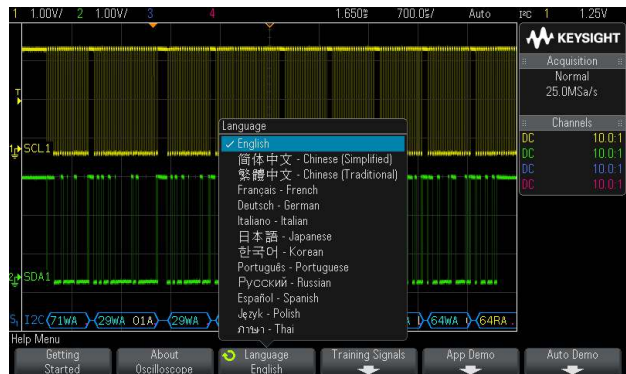 1 1.00V/ 2 1.00V/ 3 4 1.650s 700.0s/ Auto I²C 1 1.25V
KEYSIGHT
Acquisition
Normal
25.0MSa/s
Channels
DC 10.0:1
DC 10.0:1
DC 10.0:1
DC 10.0:1
T
SCL1
SDA1
Language
English
简体中文 - Chinese (Simplified)
繁體中文 - Chinese (Traditional)
Français - French
Deutsch - German
Italiano - Italian
日本語 - Japanese
한국어 - Korean
Português - Portuguese
Русский - Russian
Español - Spanish
Język - Polish
ภาษา - Thai
S1 I2C 71WA 29WA 01A 29WA 64WA 64RA
Help Menu
Getting Started
About Oscilloscope
Language English
Training Signals
App Demo
Auto Demo